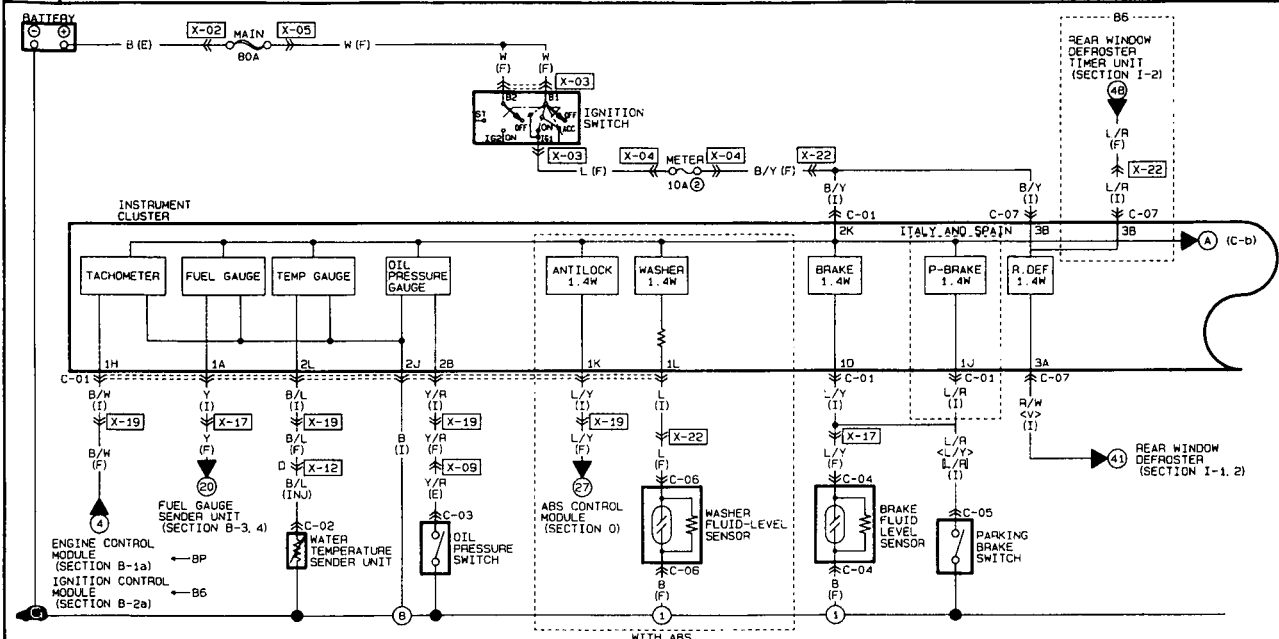 BATTERY
B (E)
X-02
MAIN
80A
X-05
W (F)
W
(F)
W
(F)
X-03
B2
B1
ST
OFF
OFF
ON
ACC
IG2
ON
IG1
IGNITION
SWITCH
X-03
L (F)
X-04
METER
10A②
X-04
B/Y (F)
X-22
B6
REAR WINDOW
DEFROSTER
TIMER UNIT
(SECTION I-2)
48
L/R
(F)
X-22
L/R
(I)
B/Y
(I)
B/Y
(I)
C-01
C-07
C-07
INSTRUMENT
CLUSTER
2K
ITALY AND SPAIN
3B
3B
A
(C-b)
TACHOMETER
FUEL GAUGE
TEMP GAUGE
OIL
PRESSURE
GAUGE
ANTILOCK
1.4W
WASHER
1.4W
BRAKE
1.4W
P-BRAKE
1.4W
R.DEF
1.4W
C-01
1H
1A
2L
2J
2B
1K
1L
1D
1J
3A
C-01
C-01
C-07
B/W
(I)
X-19
B/W
(F)
4
ENGINE CONTROL
MODULE
(SECTION B-1a)
BP
IGNITION CONTROL
MODULE
(SECTION B-2a)
B6
Y
(I)
X-17
Y
(F)
20
FUEL GAUGE
SENDER UNIT
(SECTION B-3, 4)
B/L
(I)
X-19
B/L
(F)
D
X-12
B/L
(INJ)
C-02
WATER
TEMPERATURE
SENDER UNIT
B
(I)
8
Y/R
(I)
X-19
Y/R
(F)
X-09
Y/R
(E)
C-03
OIL
PRESSURE
SWITCH
L/Y
(I)
X-19
L/Y
(F)
27
ABS CONTROL
MODULE
(SECTION O)
L
(I)
X-22
L
(F)
C-06
WASHER
FLUID-LEVEL
SENSOR
C-06
B
(F)
1
WITH ABS
L/Y
(I)
X-17
L/Y
(F)
C-04
BRAKE
FLUID
LEVEL
SENSOR
C-04
B
(F)
1
L/R
(I)
L/R
<L/Y>
[L/R]
(I)
C-05
PARKING
BRAKE
SWITCH
R/W
<V>
(I)
41
REAR WINDOW
DEFROSTER
(SECTION I-1, 2)